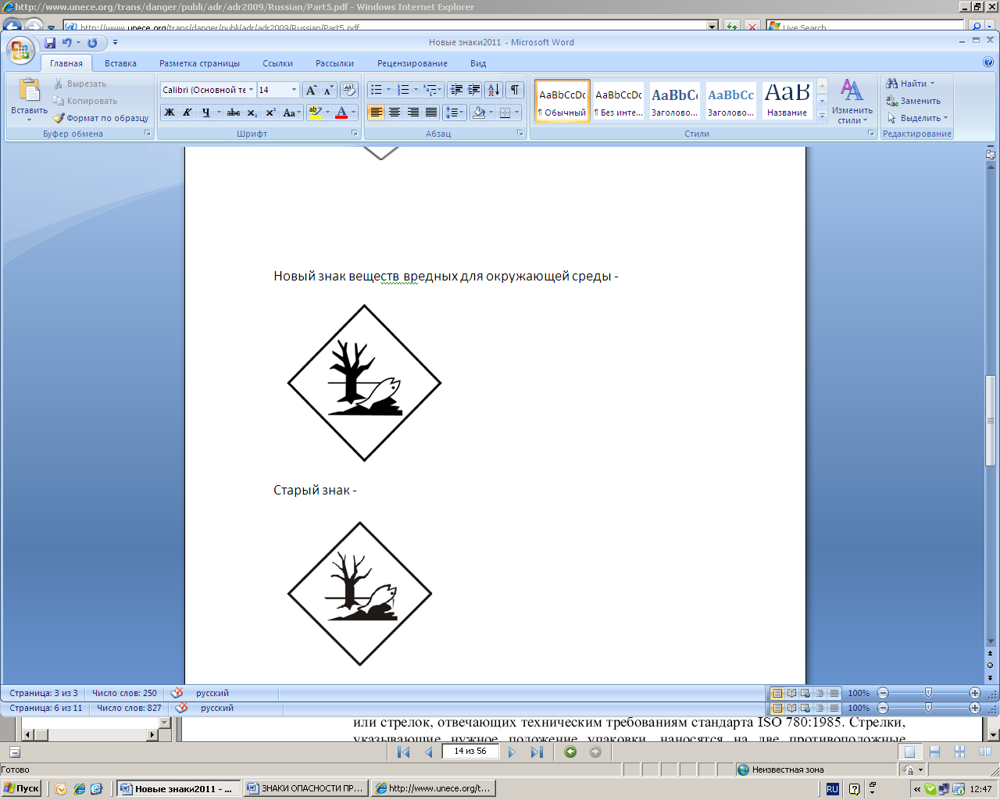 http://www.unece.org/trans/danger/publi/adr/adr2009/Russian/Part5.pdf - Windows Internet Explorer
http://www.unece.org/trans/danger/publi/adr/adr2009/Russian/Part5.pdf
Live Search
Новые знаки2011 - Microsoft Word
Главная Вставка Разметка страницы Ссылки Рассылки Рецензирование Вид
Вставить
Вырезать
Копировать
Формат по образцу
Буфер обмена
Calibri (Основной те 14
Ж К Ч abc x₂ x² Aa
Шрифт
Абзац
AaBbCcDc AaBbCcDc AaBbCc AaBbCc AaB
¶ Обычный ¶ Без инте... Заголово... Заголово... Название
Изменить стили
Стили
Найти
Заменить
Выделить
Редактирование
Новый знак веществ вредных для окружающей среды -
Старый знак -
Страница: 3 из 3 Число слов: 250 русский 100%
Страница: 6 из 11 Число слов: 827 русский 100%
или стрелок, отвечающих техническим требованиям стандарта ISO 780:1985. Стрелки,
указывающие нужное положение упаковки, наносятся на две противоположные
14 из 56
Готово Неизвестная зона
Пуск Новые знаки2011 - ... ЗНАКИ ОПАСНОСТИ ПР... http://www.unece.org/t... RU 12:47